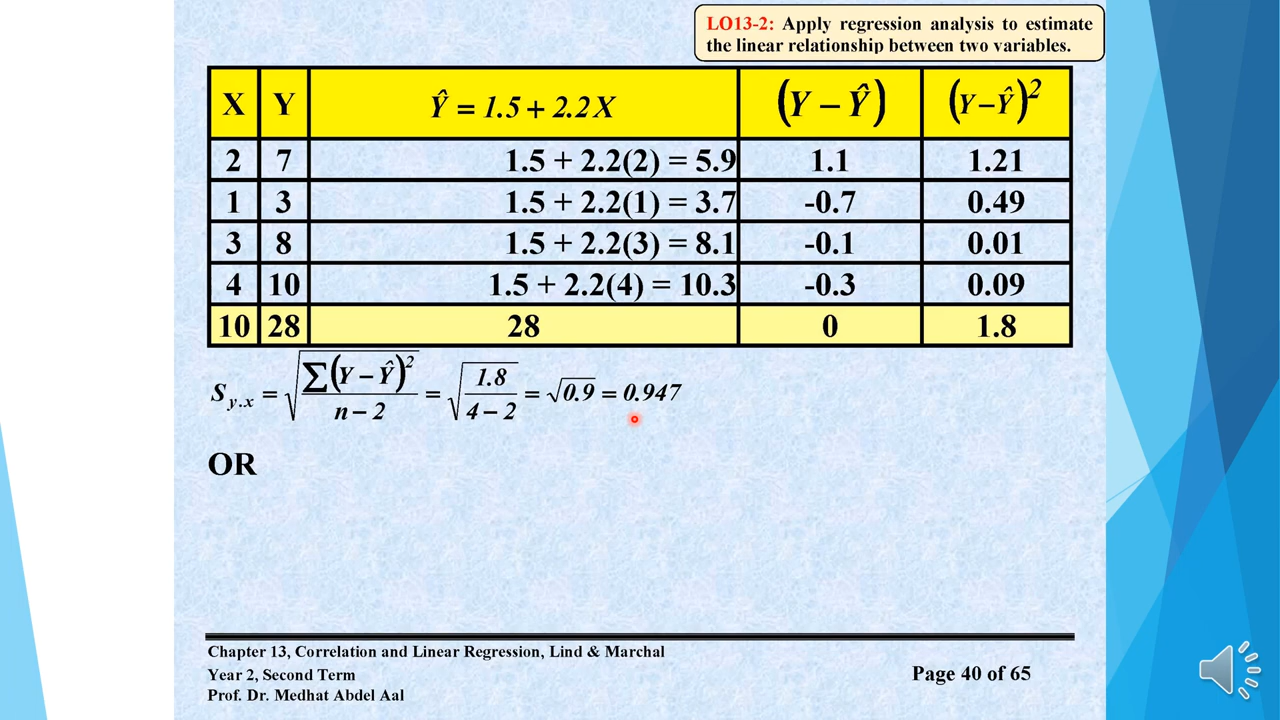 LO13-2: Apply regression analysis to estimate
the linear relationship between two variables.
X Y Ŷ = 1.5 + 2.2X (Y – Ŷ) (Y – Ŷ)²
2 7 1.5 + 2.2(2) = 5.9 1.1 1.21
1 3 1.5 + 2.2(1) = 3.7 -0.7 0.49
3 8 1.5 + 2.2(3) = 8.1 -0.1 0.01
4 10 1.5 + 2.2(4) = 10.3 -0.3 0.09
10 28 28 0 1.8
S y.x = √(∑(Y – Ŷ)² / n – 2) = √(1.8 / 4 – 2) = √0.9 = 0.947
OR
Chapter 13, Correlation and Linear Regression, Lind & Marchal
Year 2, Second Term
Page 40 of 65
Prof. Dr. Medhat Abdel Aal